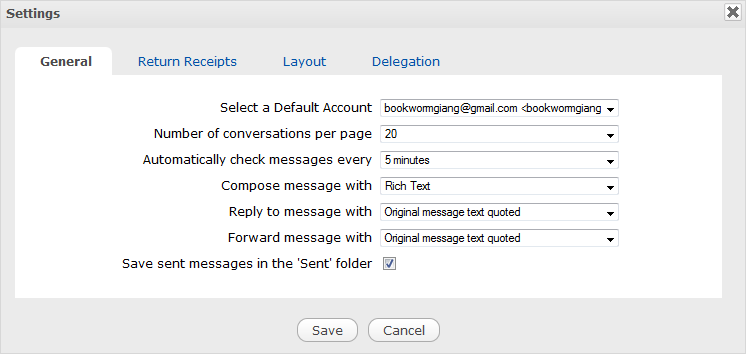 Settings
General Return Receipts Layout Delegation
Select a Default Account bookwormgiang@gmail.com <bookwormgiang
Number of conversations per page 20
Automatically check messages every 5 minutes
Compose message with Rich Text
Reply to message with Original message text quoted
Forward message with Original message text quoted
Save sent messages in the 'Sent' folder
Save Cancel